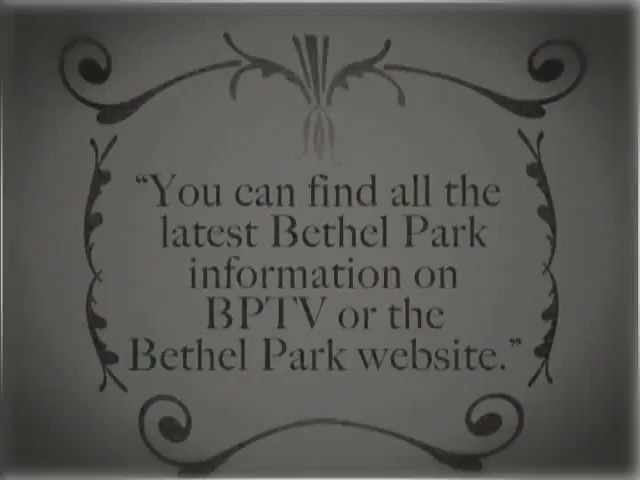 “You can find all the
latest Bethel Park
information on
BPTV or the
Bethel Park website.”